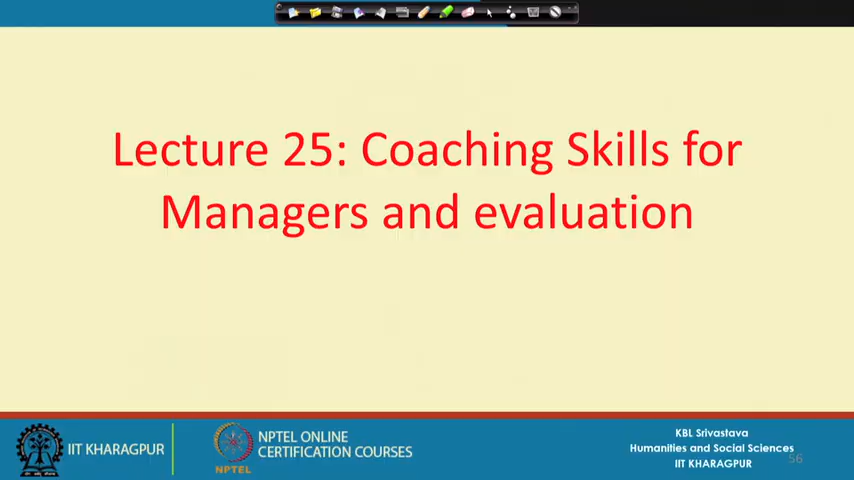 Lecture 25: Coaching Skills for
Managers and evaluation
IIT KHARAGPUR
NPTEL
NPTEL ONLINE
CERTIFICATION COURSES
KBL Srivastava
Humanities and Social Sciences
IIT KHARAGPUR
56